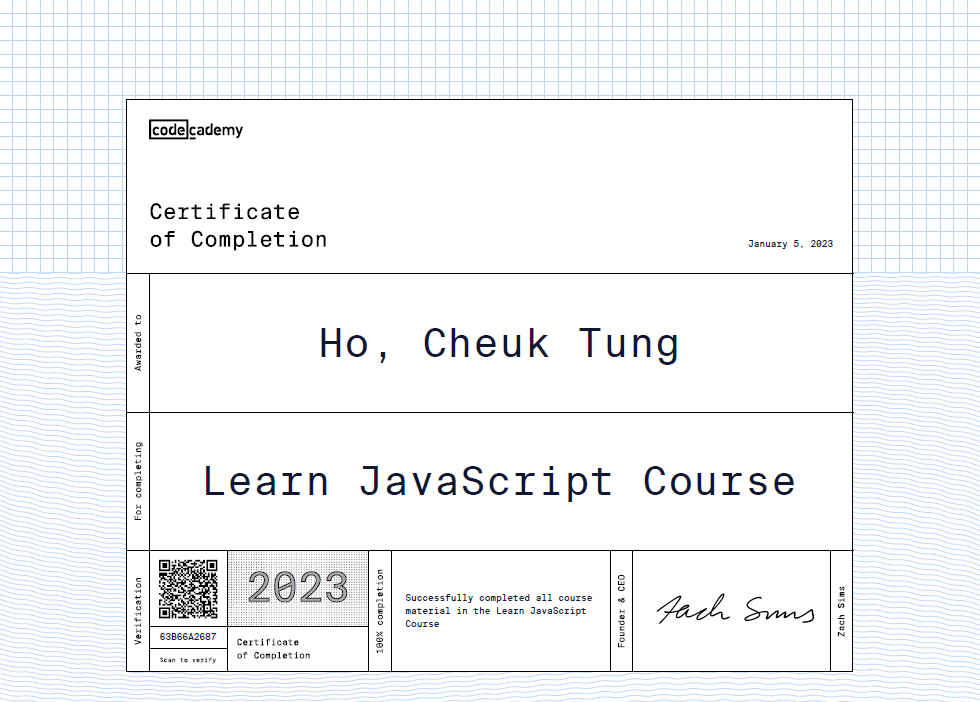 codecademy
Certificate
of Completion
January 5, 2023
Awarded to
Ho, Cheuk Tung
For completing
Learn JavaScript Course
Verification
63B66A2687
Scan to verify
2023
Certificate
of Completion
100% completion
Successfully completed all course
material in the Learn JavaScript
Course
Founder & CEO
Zach Sims
Zach Sims